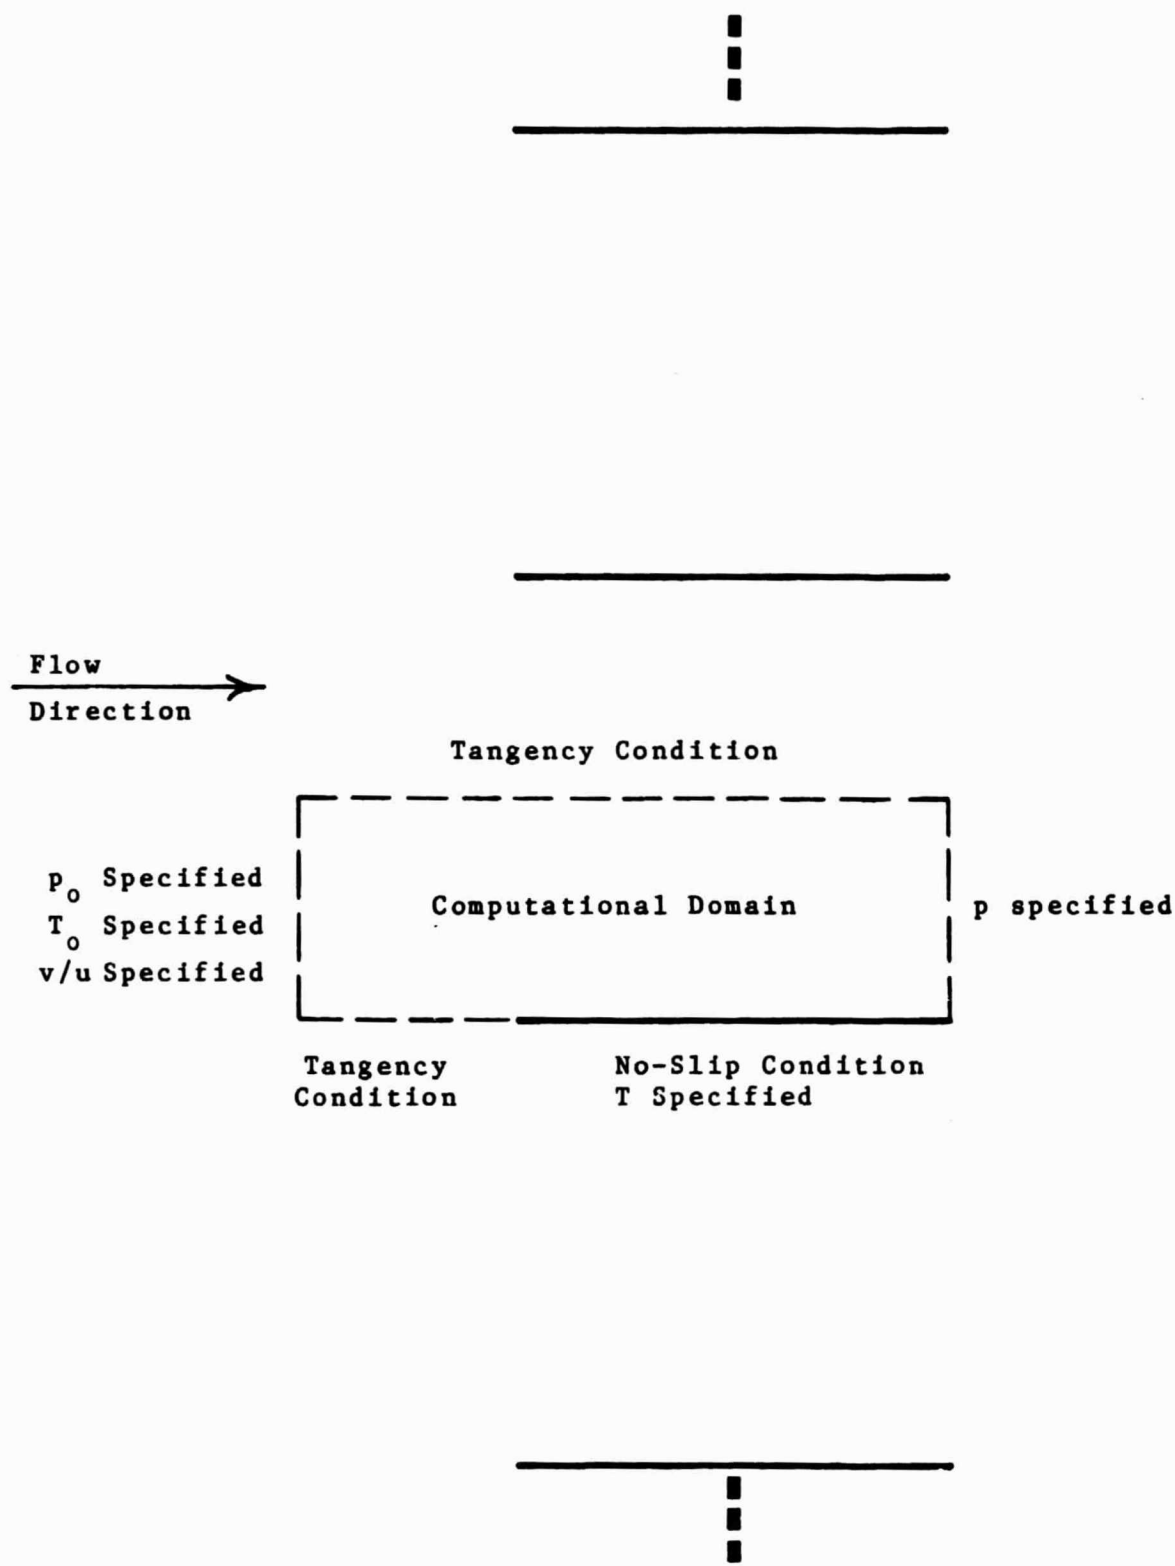 Flow
Direction
Tangency Condition
p₀ Specified
T₀ Specified
v/u Specified
Computational Domain
p specified
Tangency
Condition
No-Slip Condition
T Specified